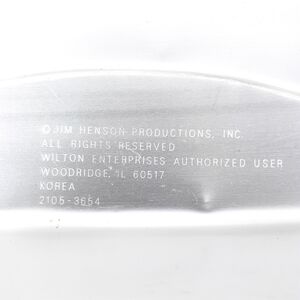 ©JIM HENSON PRODUCTIONS, INC.
ALL RIGHTS RESERVED
WILTON ENTERPRISES AUTHORIZED USER
WOODRIDGE, IL 60517
KOREA
2105-3654